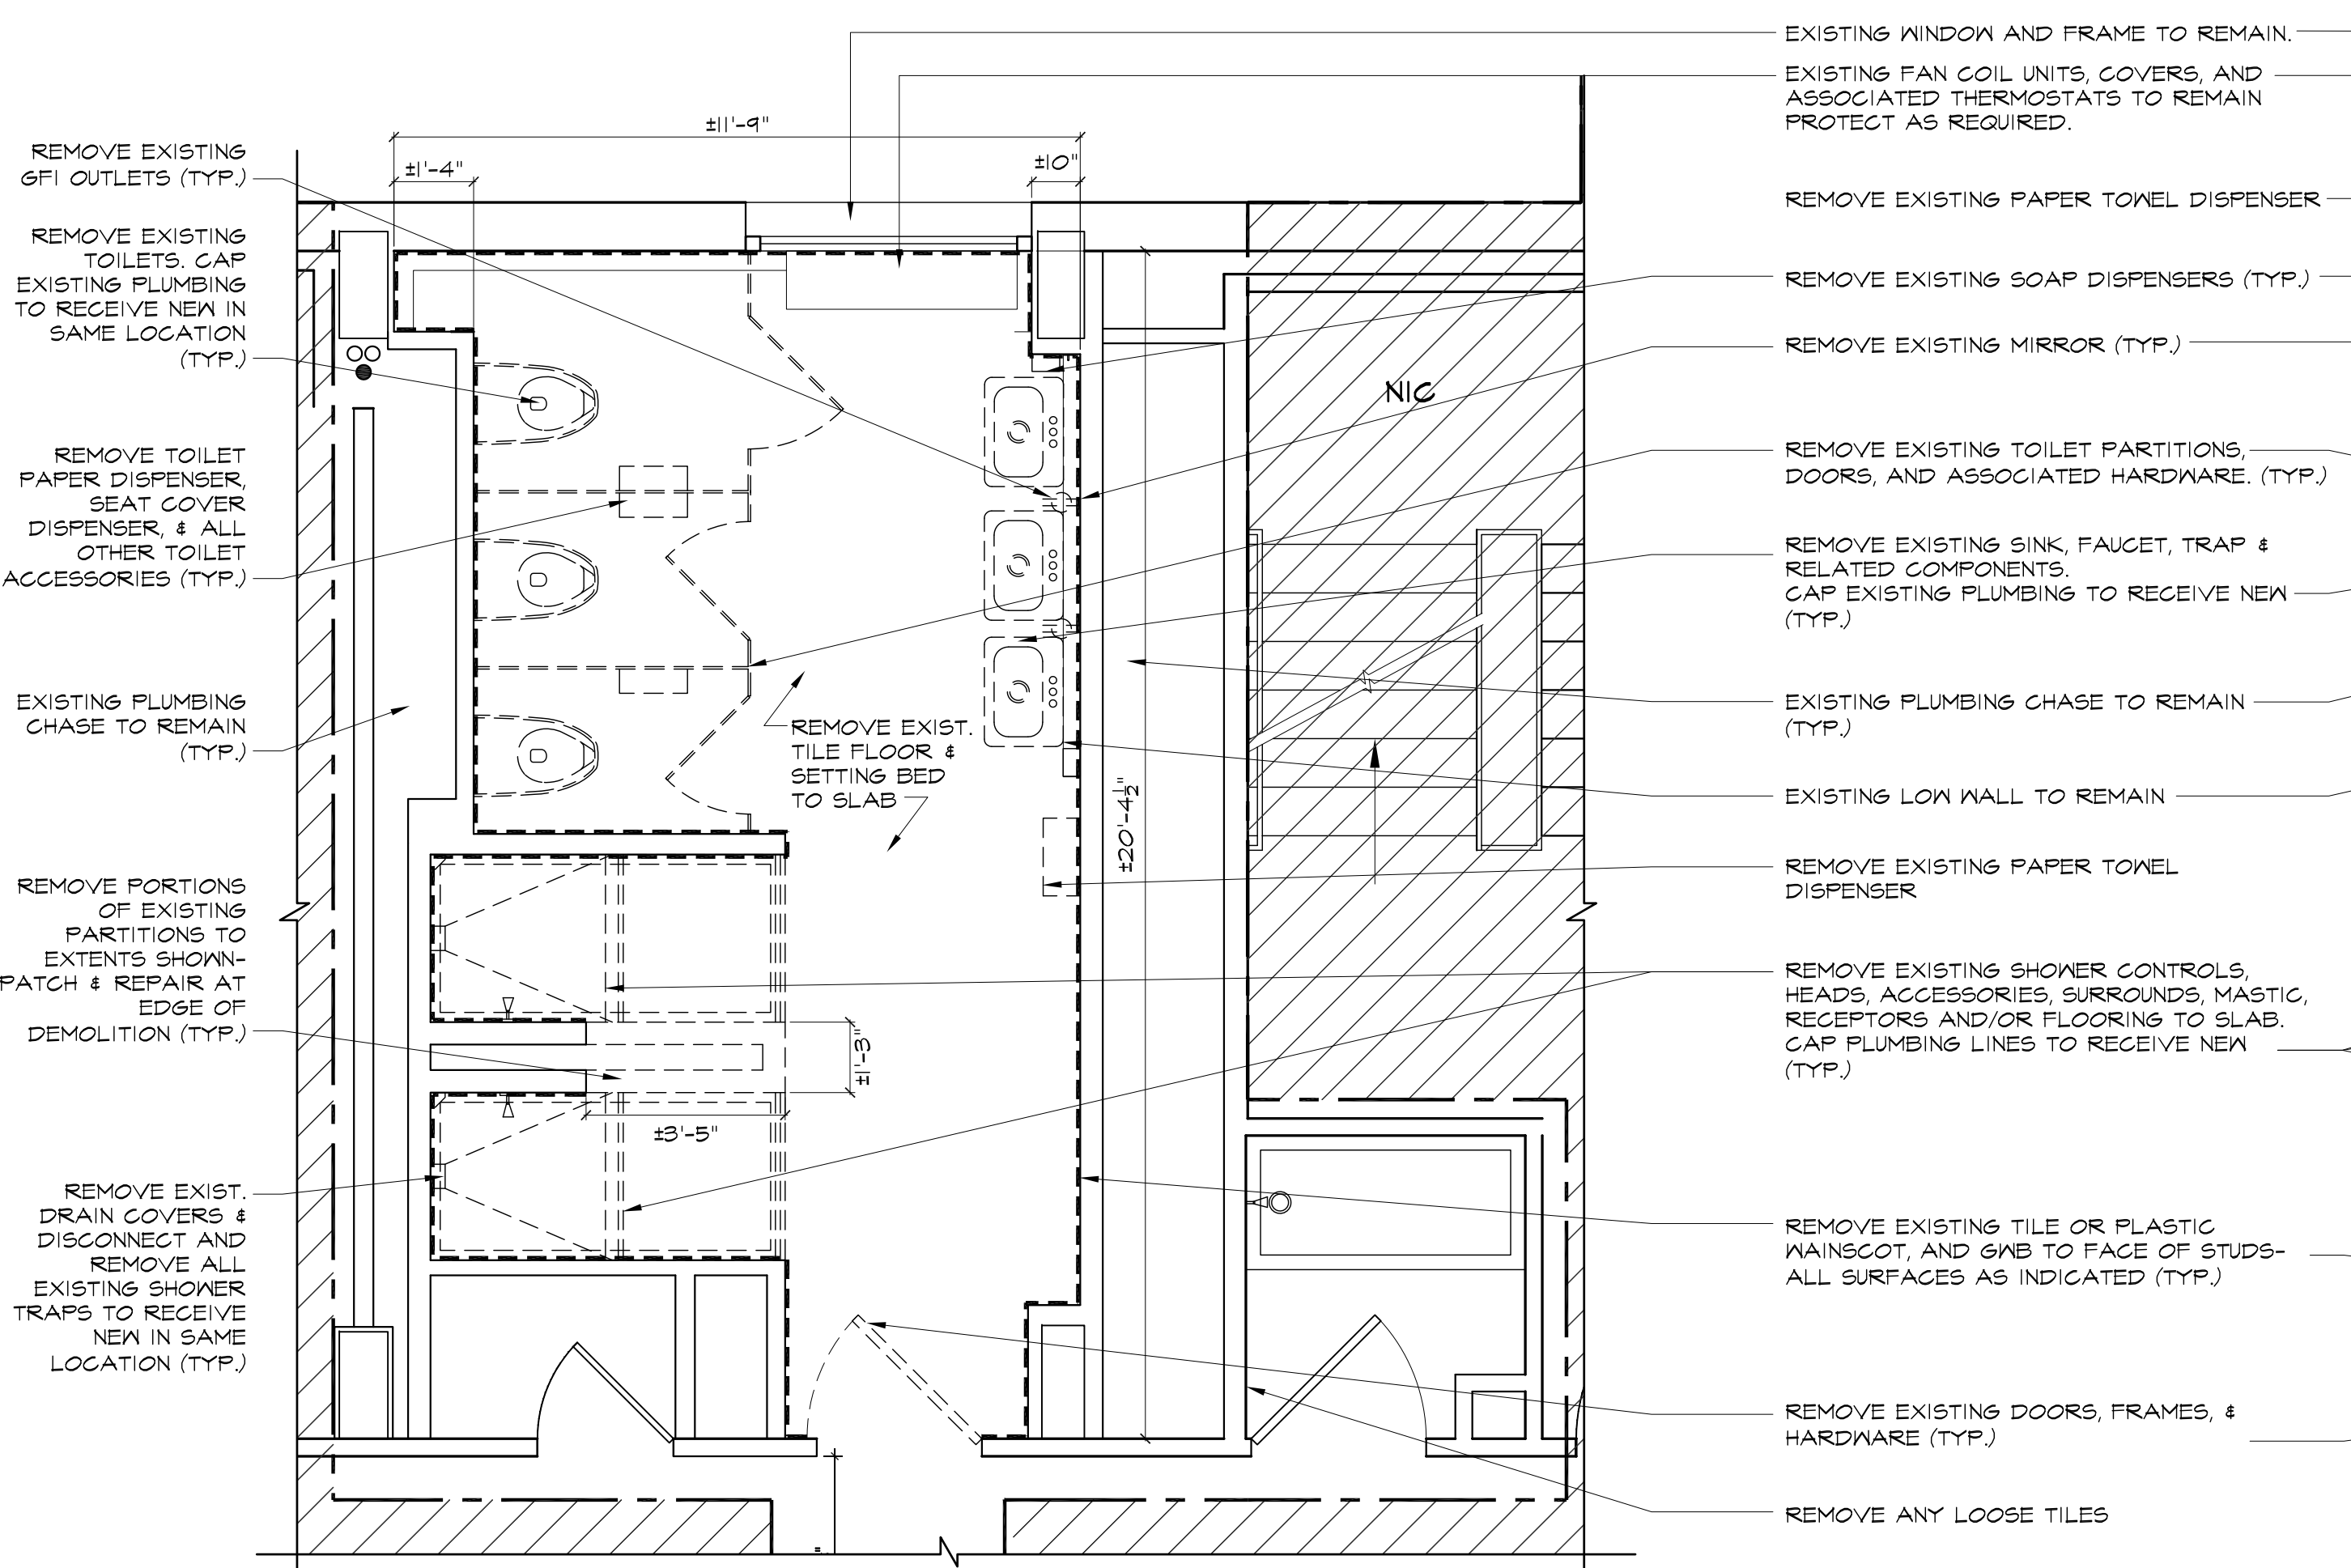 REMOVE EXISTING
GFI OUTLETS (TYP.)
REMOVE EXISTING
TOILETS. CAP
EXISTING PLUMBING
TO RECEIVE NEW IN
SAME LOCATION
(TYP.)
REMOVE TOILET
PAPER DISPENSER,
SEAT COVER
DISPENSER, & ALL
OTHER TOILET
ACCESSORIES (TYP.)
EXISTING PLUMBING
CHASE TO REMAIN
(TYP.)
REMOVE PORTIONS
OF EXISTING
PARTITIONS TO
EXTENTS SHOWN-
PATCH & REPAIR AT
EDGE OF
DEMOLITION (TYP.)
REMOVE EXIST.
DRAIN COVERS &
DISCONNECT AND
REMOVE ALL
EXISTING SHOWER
TRAPS TO RECEIVE
NEW IN SAME
LOCATION (TYP.)
±11'-9"
±1'-4"
±10"
REMOVE EXIST.
TILE FLOOR &
SETTING BED
TO SLAB
±20'-4½"
±1'-3"
±3'-5"
NIC
EXISTING WINDOW AND FRAME TO REMAIN.
EXISTING FAN COIL UNITS, COVERS, AND
ASSOCIATED THERMOSTATS TO REMAIN
PROTECT AS REQUIRED.
REMOVE EXISTING PAPER TOWEL DISPENSER
REMOVE EXISTING SOAP DISPENSERS (TYP.)
REMOVE EXISTING MIRROR (TYP.)
REMOVE EXISTING TOILET PARTITIONS,
DOORS, AND ASSOCIATED HARDWARE. (TYP.)
REMOVE EXISTING SINK, FAUCET, TRAP &
RELATED COMPONENTS.
CAP EXISTING PLUMBING TO RECEIVE NEW
(TYP.)
EXISTING PLUMBING CHASE TO REMAIN
(TYP.)
EXISTING LOW WALL TO REMAIN
REMOVE EXISTING PAPER TOWEL
DISPENSER
REMOVE EXISTING SHOWER CONTROLS,
HEADS, ACCESSORIES, SURROUNDS, MASTIC,
RECEPTORS AND/OR FLOORING TO SLAB.
CAP PLUMBING LINES TO RECEIVE NEW
(TYP.)
REMOVE EXISTING TILE OR PLASTIC
WAINSCOT, AND GWB TO FACE OF STUDS-
ALL SURFACES AS INDICATED (TYP.)
REMOVE EXISTING DOORS, FRAMES, &
HARDWARE (TYP.)
REMOVE ANY LOOSE TILES